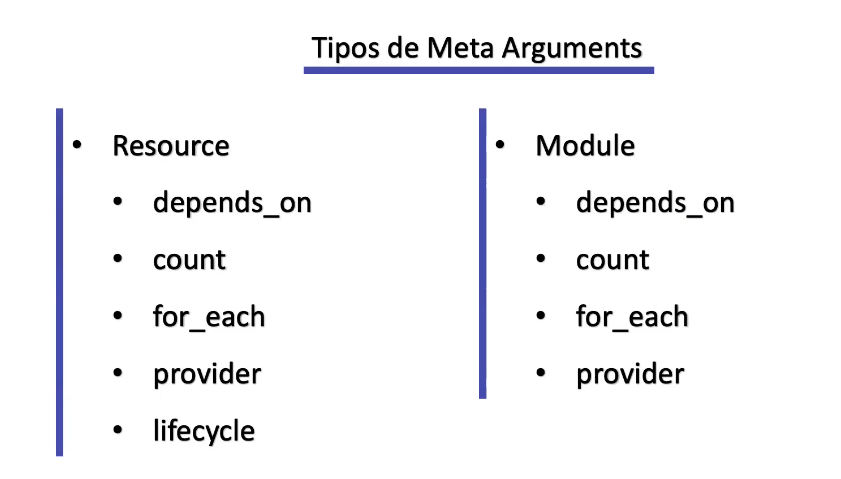 Tipos de Meta Arguments
• Resource
• depends_on
• count
• for_each
• provider
• lifecycle
• Module
• depends_on
• count
• for_each
• provider